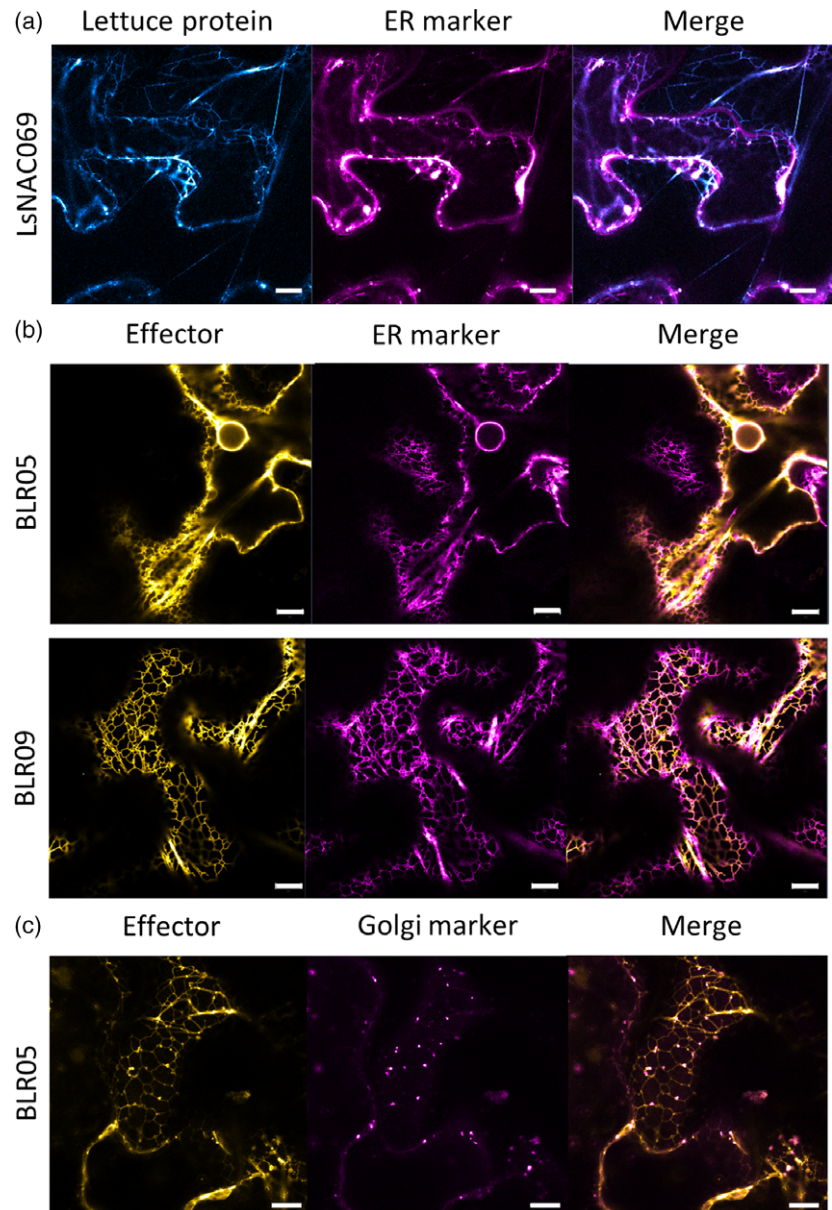 (a) Lettuce protein ER marker Merge
LsNAC069
(b) Effector ER marker Merge
BLR05
BLR09
(c) Effector Golgi marker Merge
BLR05